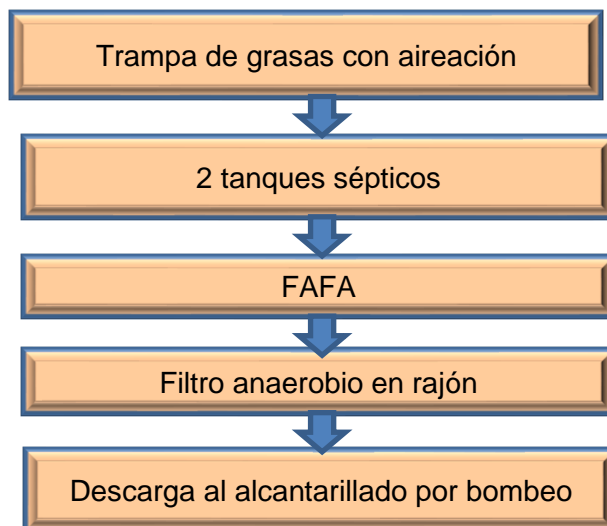 Trampa de grasas con aireación
2 tanques sépticos
FAFA
Filtro anaerobio en rajón
Descarga al alcantarillado por bombeo